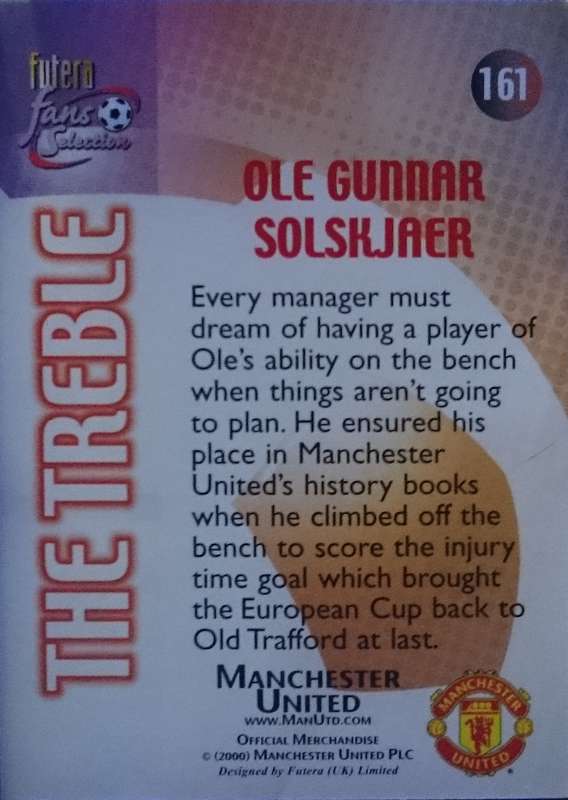 Futera
fans
Selection
161
THE TREBLE
OLE GUNNAR
SOLSKJAER
Every manager must
dream of having a player of
Ole's ability on the bench
when things aren't going
to plan. He ensured his
place in Manchester
United's history books
when he climbed off the
bench to score the injury
time goal which brought
the European Cup back to
Old Trafford at last.
MANCHESTER
UNITED
WWW.MANUTD.COM
OFFICIAL MERCHANDISE
© (2000) MANCHESTER UNITED PLC
Designed by Futera (UK) Limited
MANCHESTER
UNITED